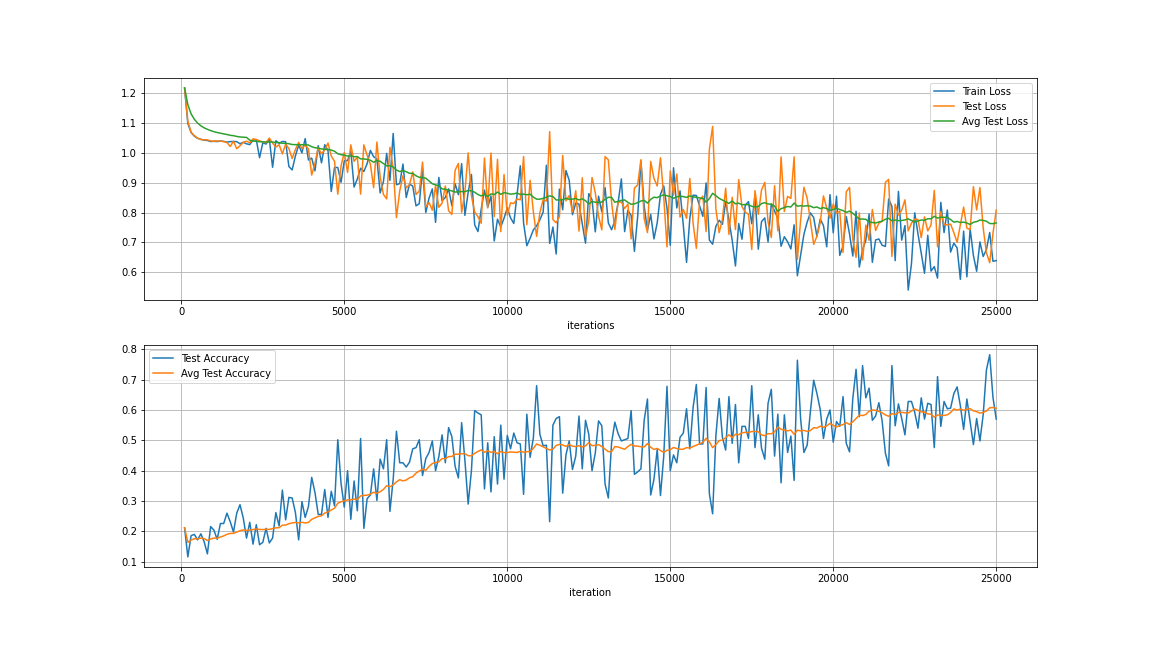 1.2
1.1
1.0
0.9
0.8
0.7
0.6
Train Loss
Test Loss
Avg Test Loss
0 5000 10000 15000 20000 25000
iterations
0.8
0.7
0.6
0.5
0.4
0.3
0.2
0.1
Test Accuracy
Avg Test Accuracy
0 5000 10000 15000 20000 25000
iteration